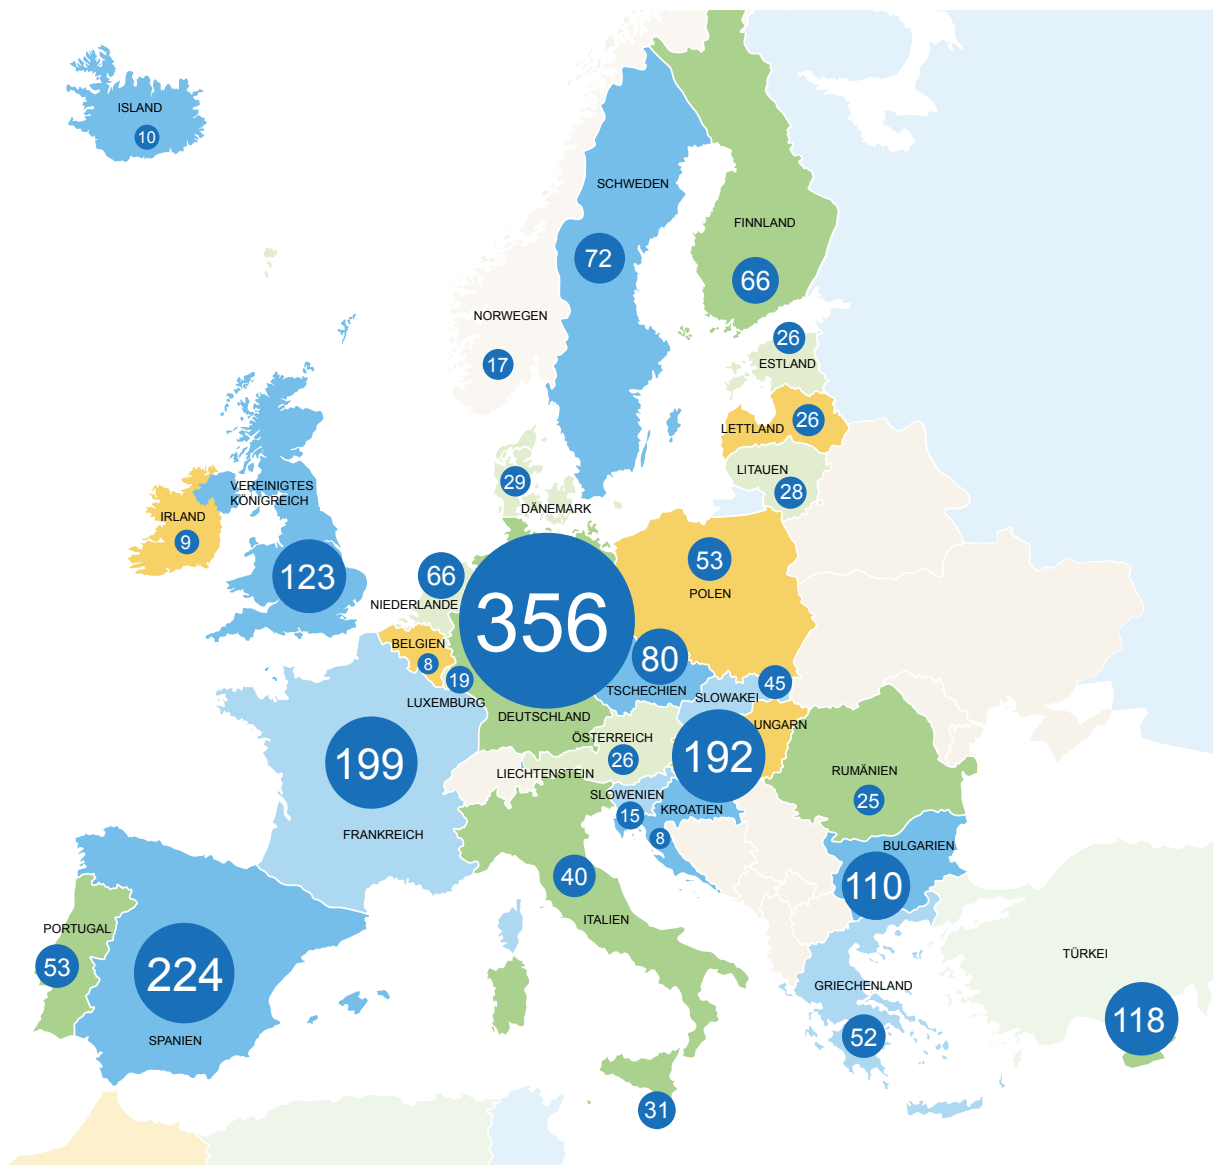 ISLAND
10
SCHWEDEN
72
FINNLAND
66
NORWEGEN
17
26
ESTLAND
LETTLAND
26
LITAUEN
28
29
DÄNEMARK
VEREINIGTES
KÖNIGREICH
123
IRLAND
9
66
NIEDERLANDE
356
DEUTSCHLAND
53
POLEN
BELGIEN
8
19
LUXEMBURG
80
TSCHECHIEN
SLOWAKEI
45
UNGARN
192
ÖSTERREICH
26
LIECHTENSTEIN
199
FRANKREICH
SLOWENIEN
15
KROATIEN
8
RUMÄNIEN
25
BULGARIEN
110
40
ITALIEN
PORTUGAL
53
224
SPANIEN
GRIECHENLAND
52
TÜRKEI
118
31